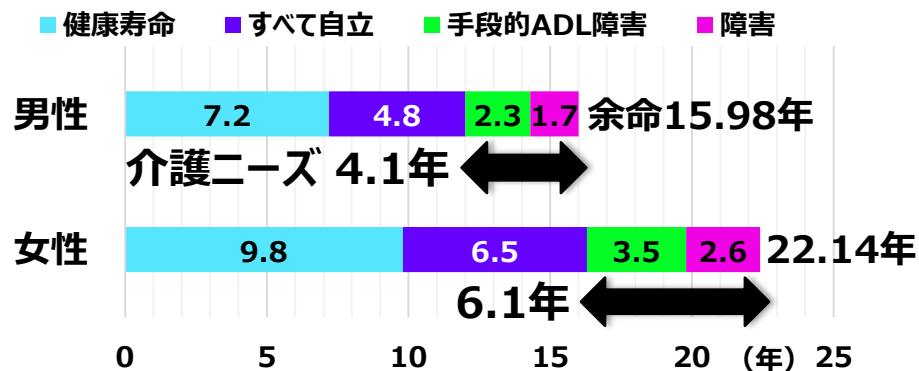 健康寿命 すべて自立 手段的ADL障害 障害
男性 7.2 4.8 2.3 1.7 余命15.98年
介護ニーズ 4.1年
女性 9.8 6.5 3.5 2.6 22.14年
6.1年
0 5 10 15 20 （年） 25